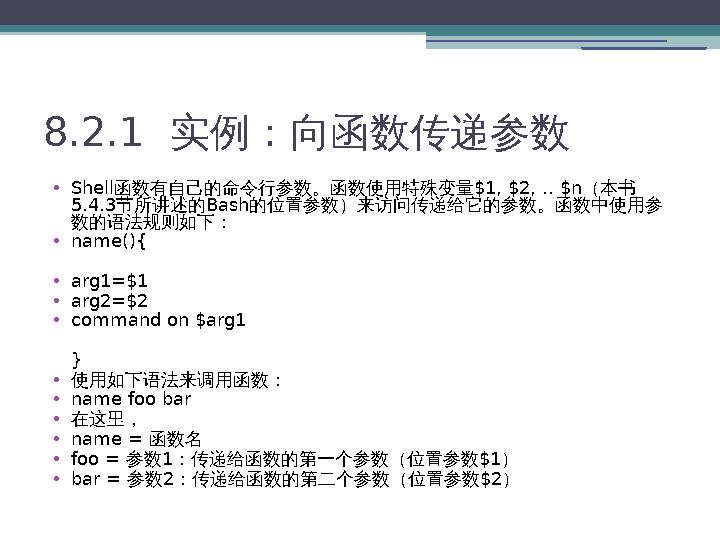 8.2.1 实例：向函数传递参数
• Shell函数有自己的命令行参数。函数使用特殊变量$1, $2, .. $n（本书
5.4.3节所讲述的Bash的位置参数）来访问传递给它的参数。函数中使用参
数的语法规则如下：
• name(){
• arg1=$1
• arg2=$2
• command on $arg1
}
• 使用如下语法来调用函数：
• name foo bar
• 在这里，
• name = 函数名
• foo = 参数1：传递给函数的第一个参数（位置参数$1）
• bar = 参数2：传递给函数的第二个参数（位置参数$2）